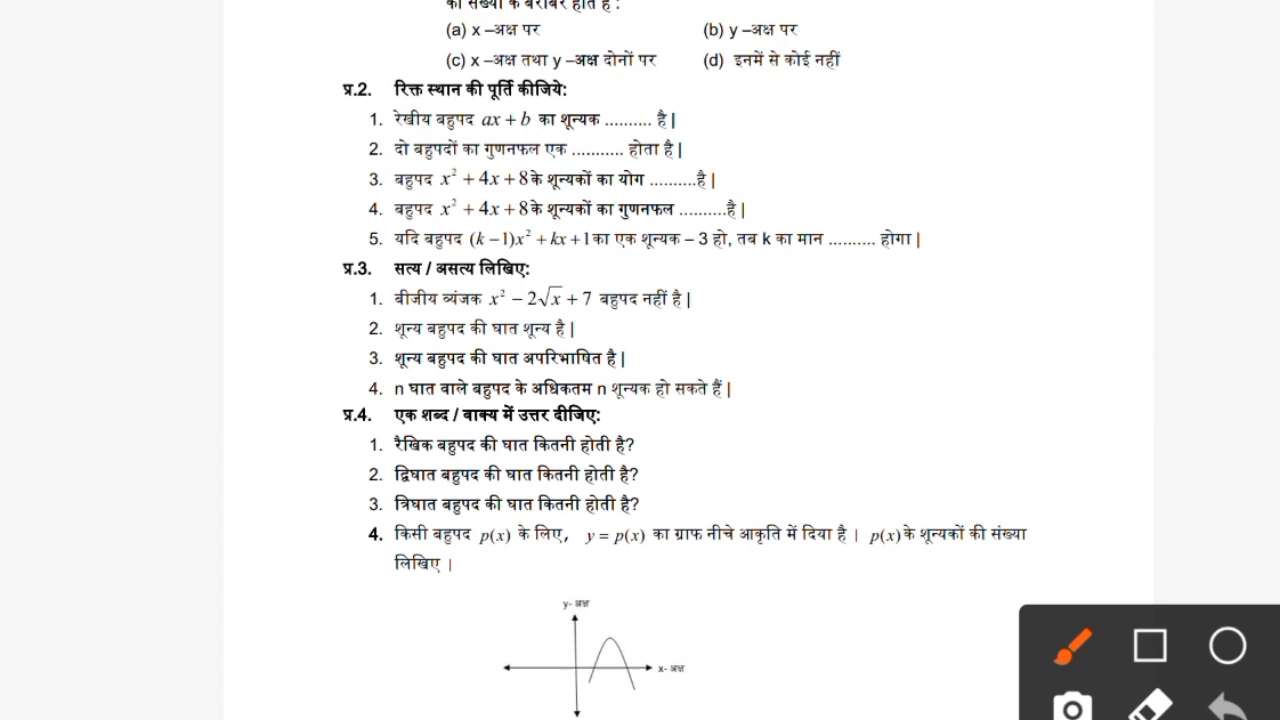 की संख्या के बराबर होते हैं :
(a) x –अक्ष पर (b) y –अक्ष पर
(c) x –अक्ष तथा y –अक्ष दोनों पर (d) इनमें से कोई नहीं
प्र.2. रिक्त स्थान की पूर्ति कीजिये:
1. रेखीय बहुपद ax + b का शून्यक .......... है |
2. दो बहुपदों का गुणनफल एक ........... होता है |
3. बहुपद x² + 4x + 8 के शून्यकों का योग ..........है |
4. बहुपद x² + 4x + 8 के शून्यकों का गुणनफल ..........है |
5. यदि बहुपद (k – 1)x² + kx + 1 का एक शून्यक – 3 हो, तब k का मान .......... होगा |
प्र.3. सत्य / असत्य लिखिए:
1. बीजीय व्यंजक x² – 2√x + 7 बहुपद नहीं है |
2. शून्य बहुपद की घात शून्य है |
3. शून्य बहुपद की घात अपरिभाषित है |
4. n घात वाले बहुपद के अधिकतम n शून्यक हो सकते हैं |
प्र.4. एक शब्द / वाक्य में उत्तर दीजिए:
1. रैखिक बहुपद की घात कितनी होती है?
2. द्विघात बहुपद की घात कितनी होती है?
3. त्रिघात बहुपद की घात कितनी होती है?
4. किसी बहुपद p(x) के लिए, y = p(x) का ग्राफ नीचे आकृति में दिया है | p(x) के शून्यकों की संख्या
लिखिए |
y- अक्ष
x- अक्ष